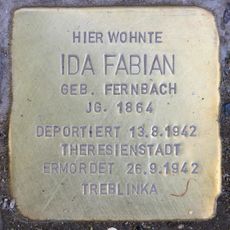 HIER WOHNTE
IDA FABIAN
GEB. FERNBACH
JG. 1864
DEPORTIERT 13.8.1942
THERESIENSTADT
ERMORDET 26.9.1942
TREBLINKA